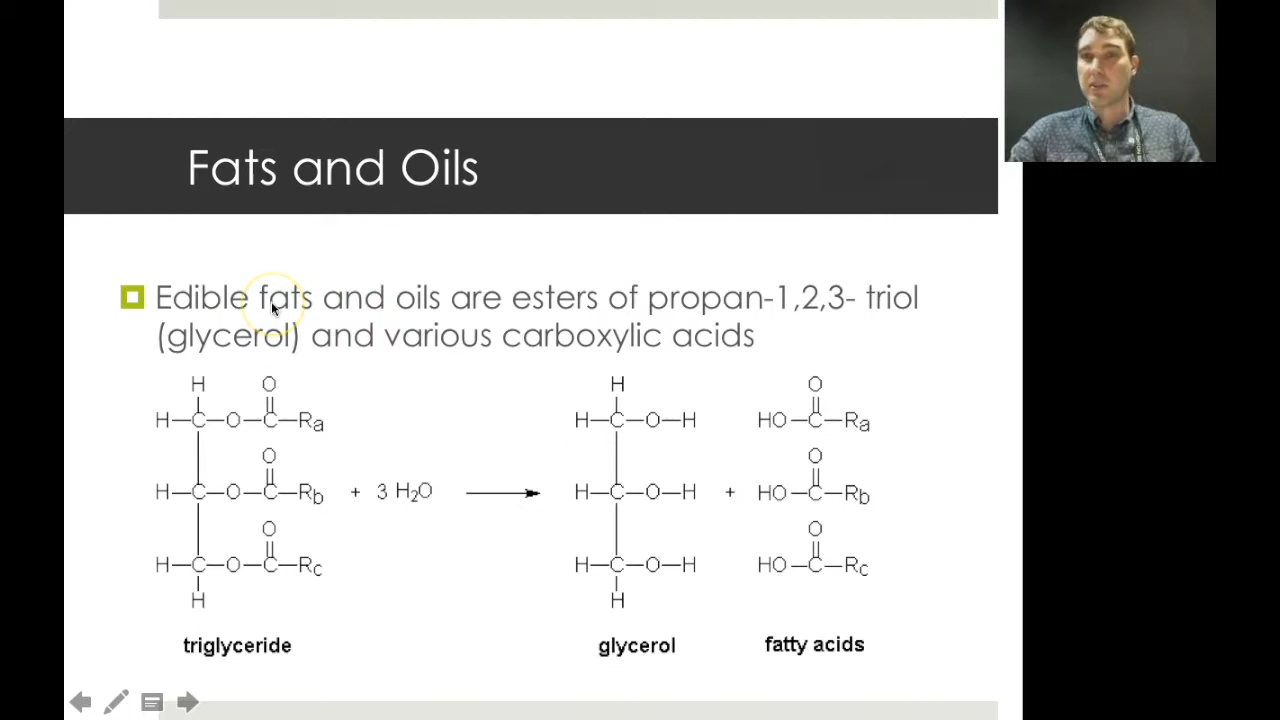 Fats and Oils
Edible fats and oils are esters of propan-1,2,3- triol
(glycerol) and various carboxylic acids
H O H O
H-C-O-C-Ra H-C-O-H HO-C-Ra
O O
H-C-O-C-Rb + 3 H2O H-C-O-H + HO-C-Rb
O O
H-C-O-C-Rc H-C-O-H HO-C-Rc
H H
triglyceride glycerol fatty acids